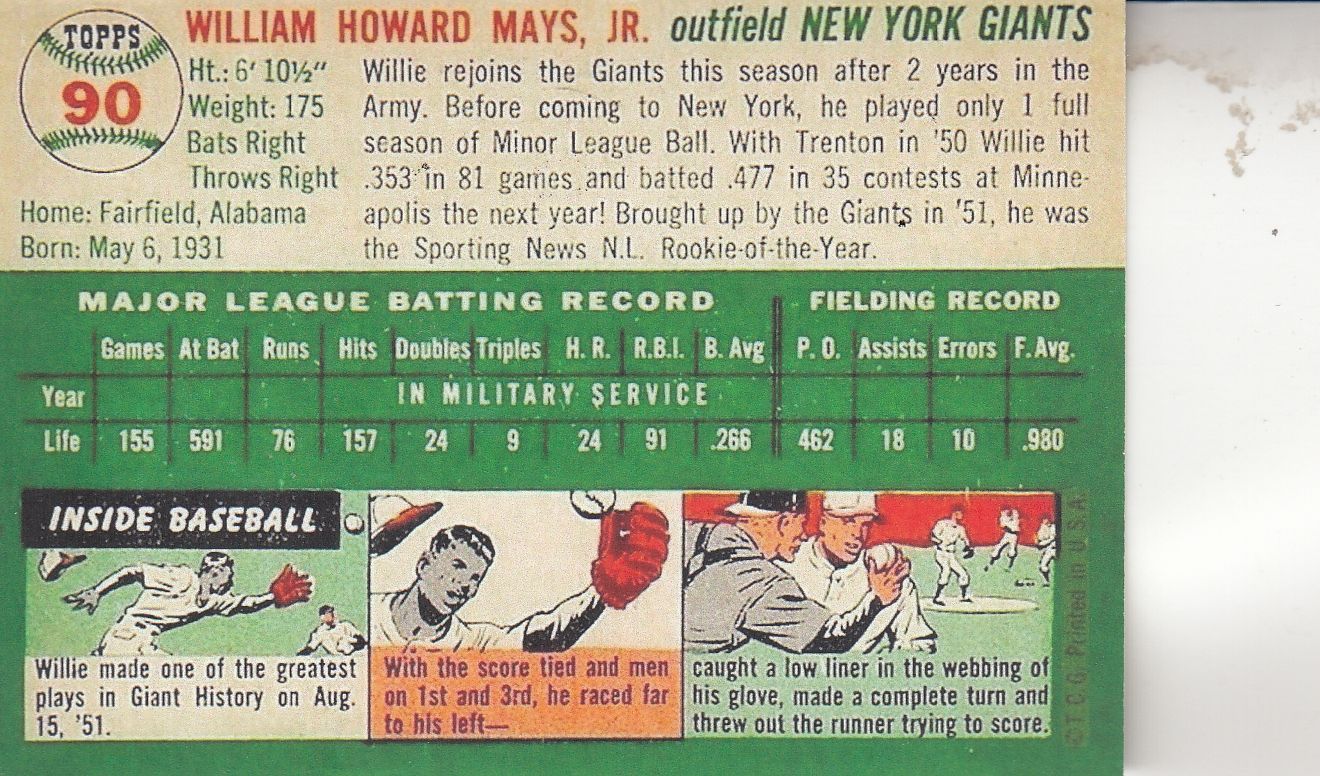 TOPPS
90
WILLIAM HOWARD MAYS, JR. outfield NEW YORK GIANTS
Ht.: 6' 10½"
Weight: 175
Bats Right
Throws Right
Home: Fairfield, Alabama
Born: May 6, 1931
Willie rejoins the Giants this season after 2 years in the
Army. Before coming to New York, he played only 1 full
season of Minor League Ball. With Trenton in '50 Willie hit
.353 in 81 games and batted .477 in 35 contests at Minne-
apolis the next year! Brought up by the Giants in '51, he was
the Sporting News N.L. Rookie-of-the-Year.
MAJOR LEAGUE BATTING RECORD FIELDING RECORD
Games At Bat Runs Hits Doubles Triples H. R. R.B.I. B. Avg P. O. Assists Errors F. Avg.
Year IN MILITARY SERVICE
Life 155 591 76 157 24 9 24 91 .266 462 18 10 .980
INSIDE BASEBALL
Willie made one of the greatest
plays in Giant History on Aug.
15, '51.
With the score tied and men
on 1st and 3rd, he raced far
to his left—
caught a low liner in the webbing of
his glove, made a complete turn and
threw out the runner trying to score.
©T.C.G. Printed in U.S.A.